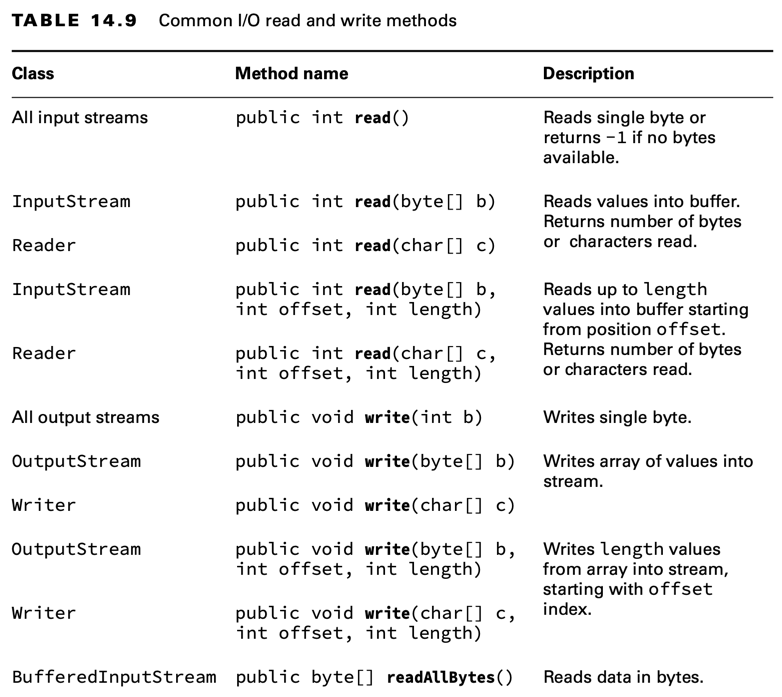 TABLE 14.9 Common I/O read and write methods
Class Method name Description
All input streams public int read() Reads single byte or
returns −1 if no bytes
available.
InputStream public int read(byte[] b) Reads values into buffer.
Returns number of bytes
Reader public int read(char[] c) or characters read.
InputStream public int read(byte[] b, Reads up to length
int offset, int length) values into buffer starting
from position offset.
Reader public int read(char[] c, Returns number of bytes
int offset, int length) or characters read.
All output streams public void write(int b) Writes single byte.
OutputStream public void write(byte[] b) Writes array of values into
stream.
Writer public void write(char[] c)
OutputStream public void write(byte[] b, Writes length values
int offset, int length) from array into stream,
starting with offset
Writer public void write(char[] c, index.
int offset, int length)
BufferedInputStream public byte[] readAllBytes() Reads data in bytes.